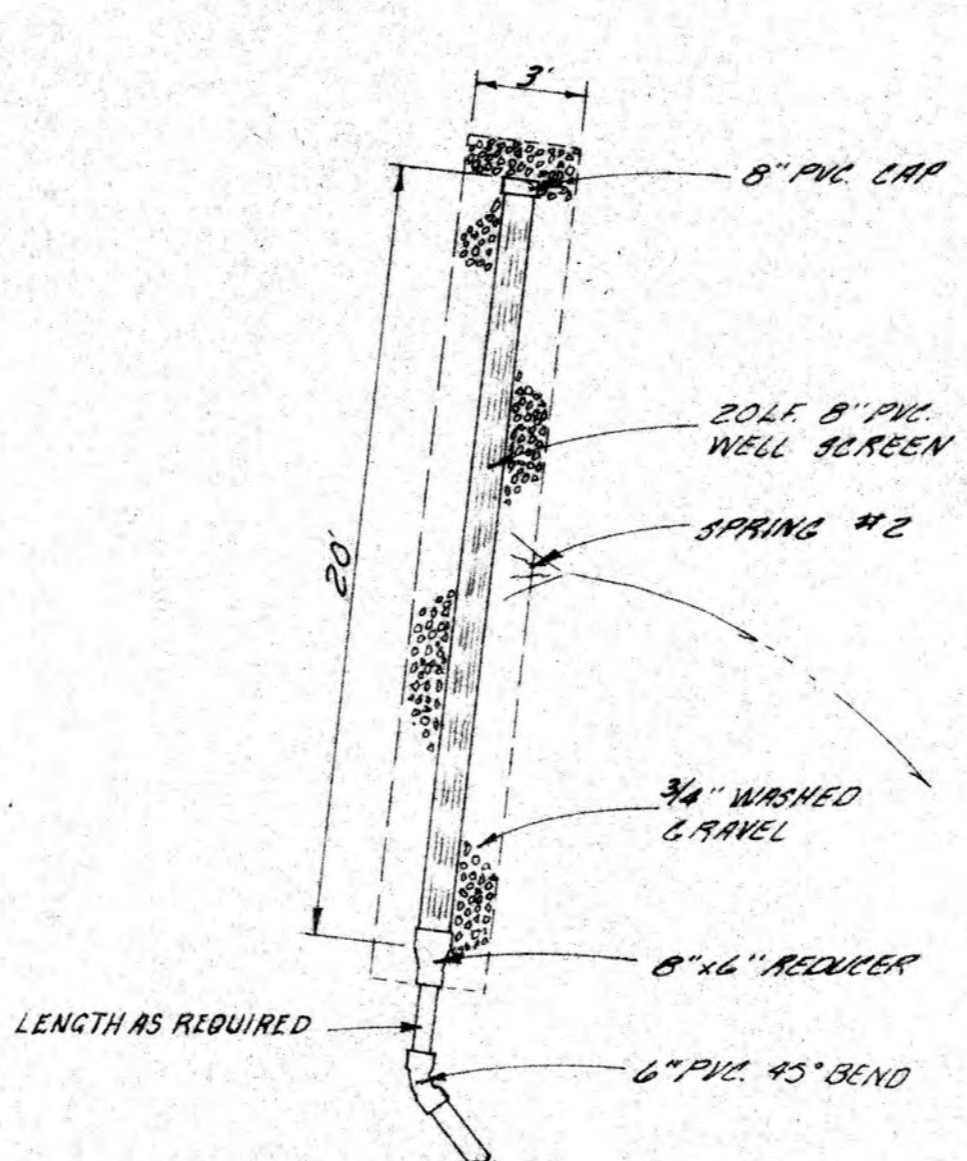 3'
8" PVC. CAP
20 L.F. 8" PVC.
WELL SCREEN
SPRING #2
20'
3/4" WASHED
GRAVEL
8"x6" REDUCER
LENGTH AS REQUIRED
6" PVC. 45° BEND